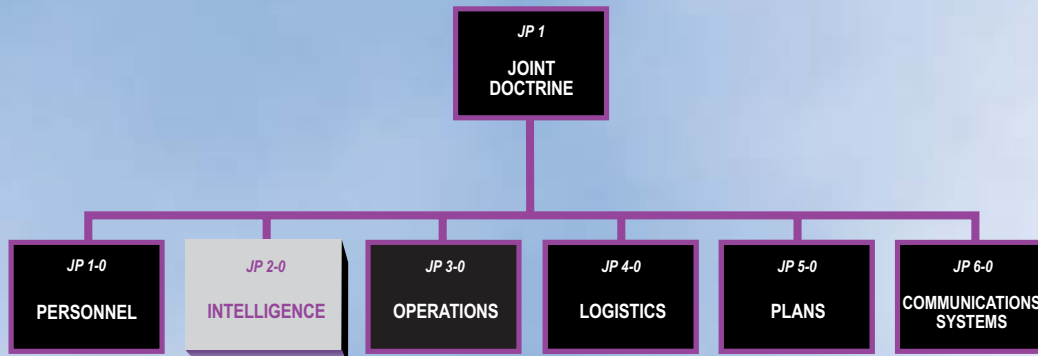 JP 1
JOINT
DOCTRINE
JP 1-0
PERSONNEL
JP 2-0
INTELLIGENCE
JP 3-0
OPERATIONS
JP 4-0
LOGISTICS
JP 5-0
PLANS
JP 6-0
COMMUNICATIONS
SYSTEMS